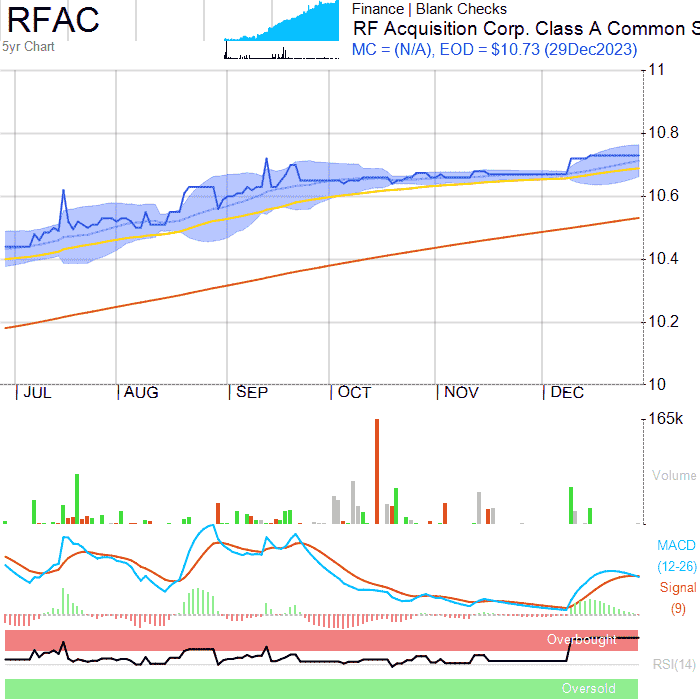 RFAC
5yr Chart
Finance | Blank Checks
RF Acquisition Corp. Class A Common S
MC = (N/A), EOD = $10.73 (29Dec2023)
11
10.8
10.6
10.4
10.2
10
JUL AUG SEP OCT NOV DEC
165k
Volume
MACD
(12-26)
Signal
(9)
Overbought
RSI(14)
Oversold